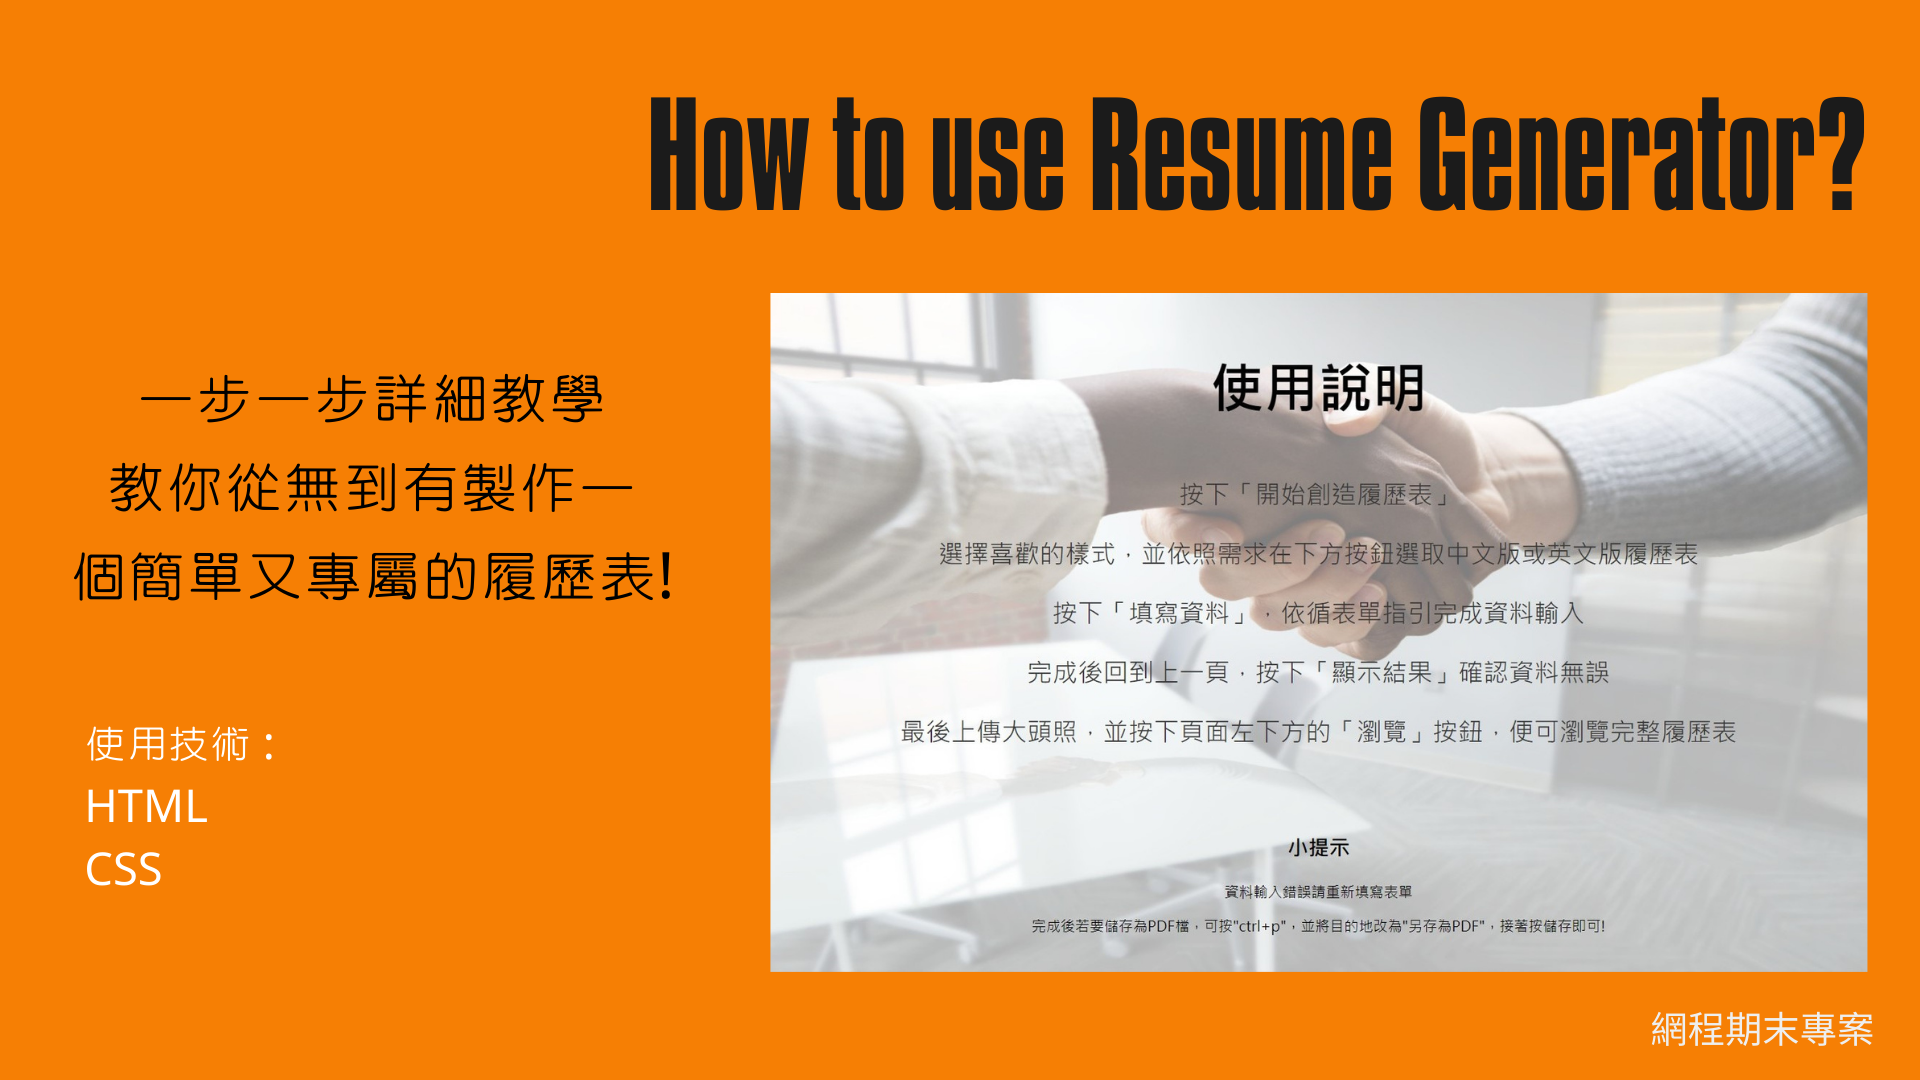 How to use Resume Generator?
一步一步詳細教學
教你從無到有製作一
個簡單又專屬的履歷表!
使用技術：
HTML
CSS
使用說明
按下「開始創造履歷表」
選擇喜歡的樣式，並依照需求在下方按鈕選取中文版或英文版履歷表
按下「填寫資料」，依循表單指引完成資料輸入
完成後回到上一頁，按下「顯示結果」確認資料無誤
最後上傳大頭照，並按下頁面左下方的「瀏覽」按鈕，便可瀏覽完整履歷表
小提示
資料輸入錯誤請重新填寫表單
完成後若要儲存為PDF檔，可按"ctrl+p"，並將目的地改為"另存為PDF"，接著按儲存即可!
網程期末專案